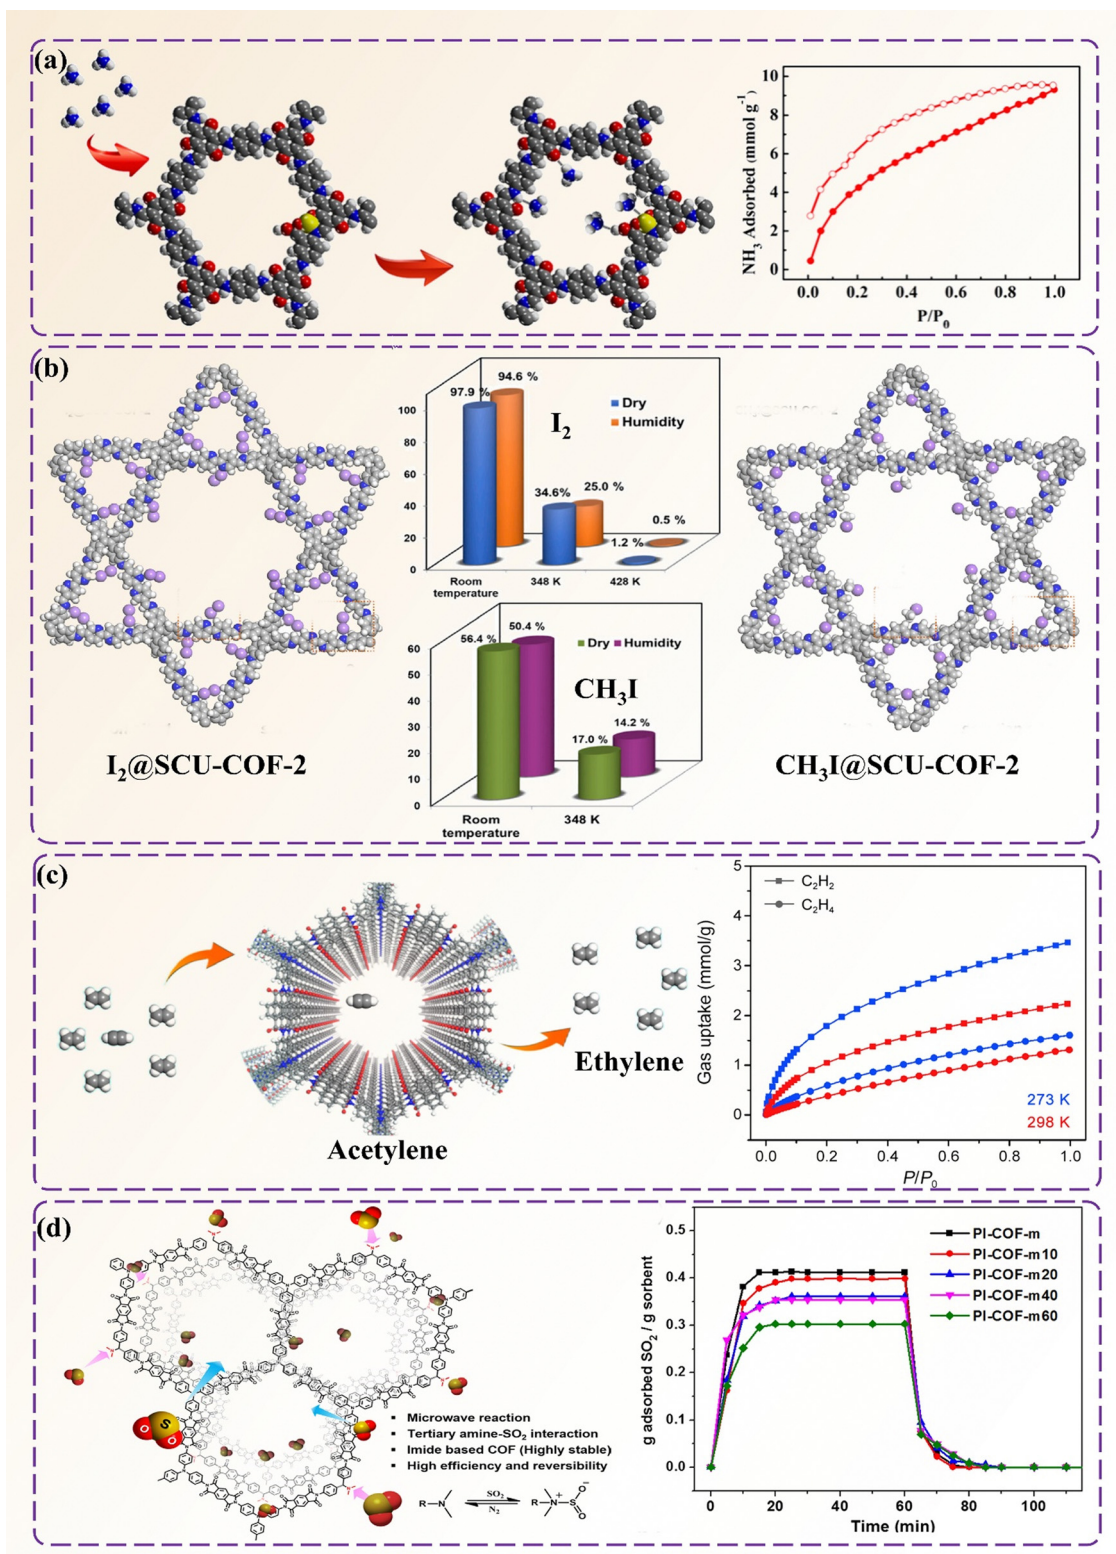 (a)
10
8
6
4
2
0
NH3 Adsorbed (mmol g-1)
0.0 0.2 0.4 0.6 0.8 1.0
P/P0
(b)
97.9 %
94.6 %
Dry
Humidity
I2
34.6%
25.0 %
1.2 %
0.5 %
100
80
60
40
20
0
Room temperature
348 K
428 K
56.4 %
50.4 %
Dry
Humidity
CH3I
17.0 %
14.2 %
60
50
40
30
20
10
0
Room temperature
348 K
I2@SCU-COF-2
CH3I@SCU-COF-2
(c)
Acetylene
Ethylene
C2H2
C2H4
5
4
3
2
1
0
Gas uptake (mmol/g)
273 K
298 K
0.0 0.2 0.4 0.6 0.8 1.0
P/P0
(d)
S
O
O
▪ Microwave reaction
▪ Tertiary amine-SO2 interaction
▪ Imide based COF (Highly stable)
▪ High efficiency and reversibility
R-N
SO2
N2
R-N+-S
O-
O
PI-COF-m
PI-COF-m10
PI-COF-m20
PI-COF-m40
PI-COF-m60
0.5
0.4
0.3
0.2
0.1
0.0
g adsorbed SO2 / g sorbent
0 20 40 60 80 100
Time (min)